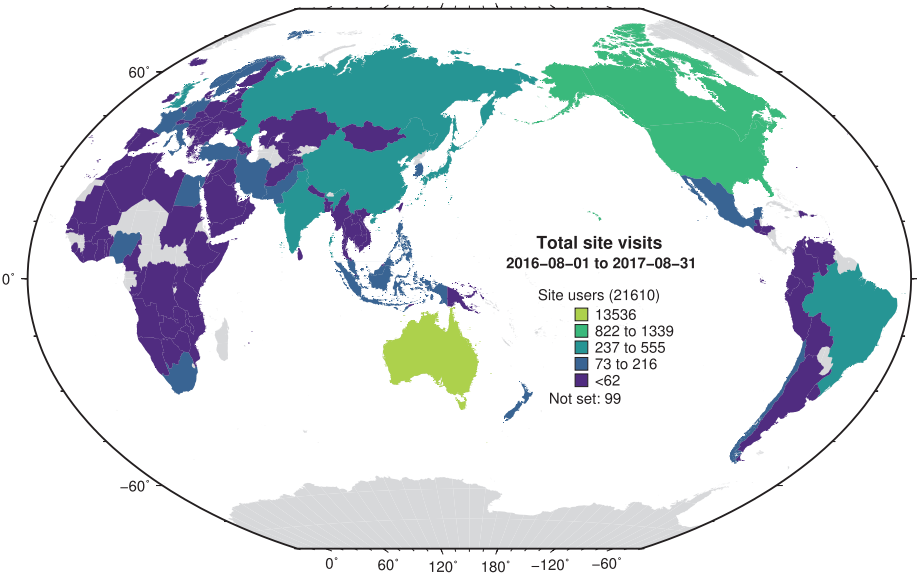 60°
Total site visits
2016–08–01 to 2017–08–31
0°
Site users (21610)
13536
822 to 1339
237 to 555
73 to 216
<62
Not set: 99
−60°
0° 60° 120° 180° −120° −60°